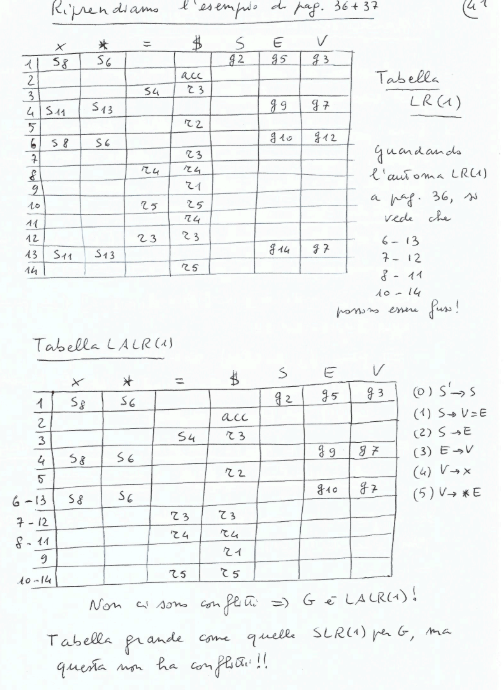 Riprendiamo l'esempio di pag. 36+37 (41
x * = $ S E V
1 s8 s6 g2 g5 g3
2 acc
3 s4 r3
4 s11 s13 g9 g7
5 r2
6 s8 s6 g10 g12
7 r3
8 r4 r4
9 r1
10 r5 r5
11 r4
12 r3 r3
13 s11 s13 g14 g7
14 r5
Tabella
LR(1)
guardando
l'automa LR(1)
a pag. 36, si
vede che
6-13
7-12
8-11
10-14
possono essere fusi!
Tabella LALR(1)
x * = $ S E V
1 s8 s6 g2 g5 g3
2 acc
3 s4 r3
4 s8 s6 g9 g7
5 r2
6-13 s8 s6 g10 g7
7-12 r3 r3
8-11 r4 r4
9 r1
10-14 r5 r5
(0) S'→S
(1) S→V=E
(2) S→E
(3) E→V
(4) V→x
(5) V→*E
Non ci sono conflitti => G è LALR(1)!
Tabella grande come quella SLR(1) per G, ma
questa non ha conflitti!!